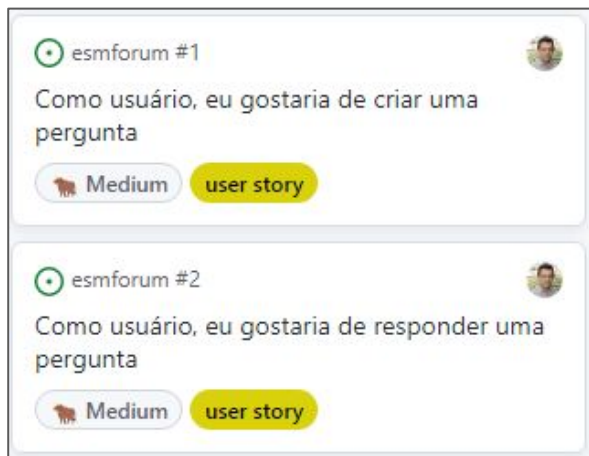 esmforum #1
Como usuário, eu gostaria de criar uma
pergunta
Medium user story
esmforum #2
Como usuário, eu gostaria de responder uma
pergunta
Medium user story